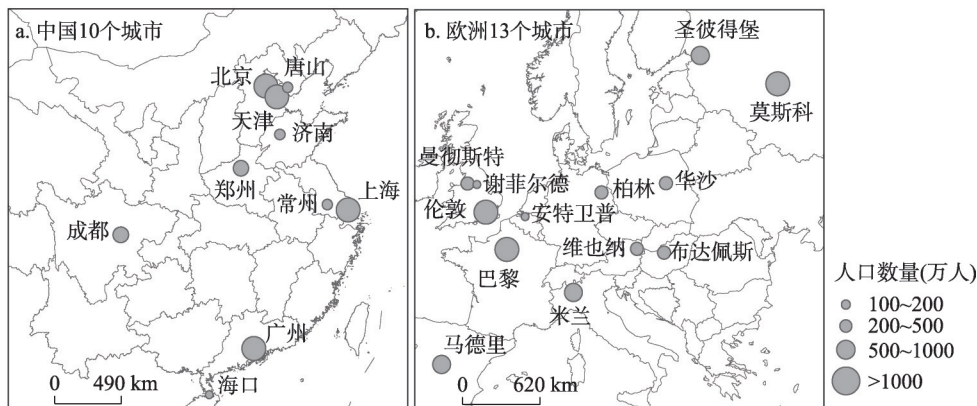 a. 中国10个城市
北京
唐山
天津
济南
郑州
常州
上海
成都
广州
海口
0 490 km
b. 欧洲13个城市
圣彼得堡
莫斯科
曼彻斯特
谢菲尔德
伦敦
安特卫普
柏林
华沙
巴黎
维也纳
布达佩斯
米兰
马德里
0 620 km
人口数量(万人)
100~200
200~500
500~1000
>1000